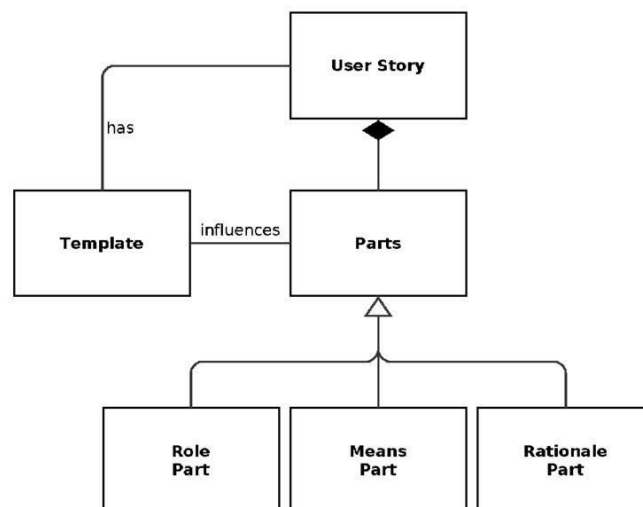 User Story
has
Template
influences
Parts
Role
Part
Means
Part
Rationale
Part